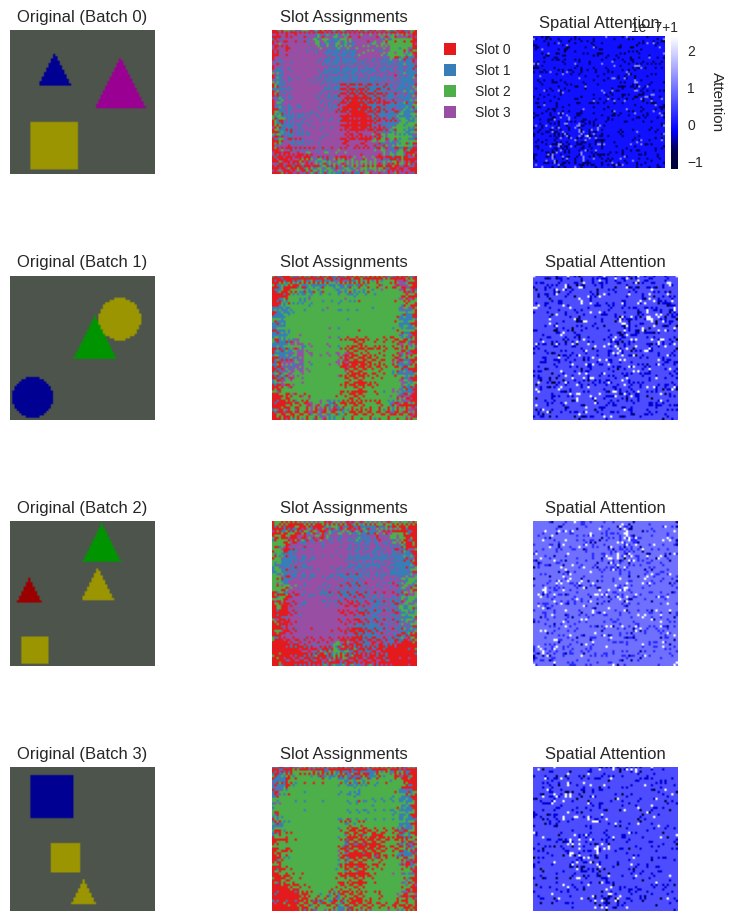 Original (Batch 0)
Slot Assignments
Slot 0
Slot 1
Slot 2
Slot 3
Spatial Attention
1e−7+1
2
1
0
−1
Attention
Original (Batch 1)
Slot Assignments
Spatial Attention
Original (Batch 2)
Slot Assignments
Spatial Attention
Original (Batch 3)
Slot Assignments
Spatial Attention